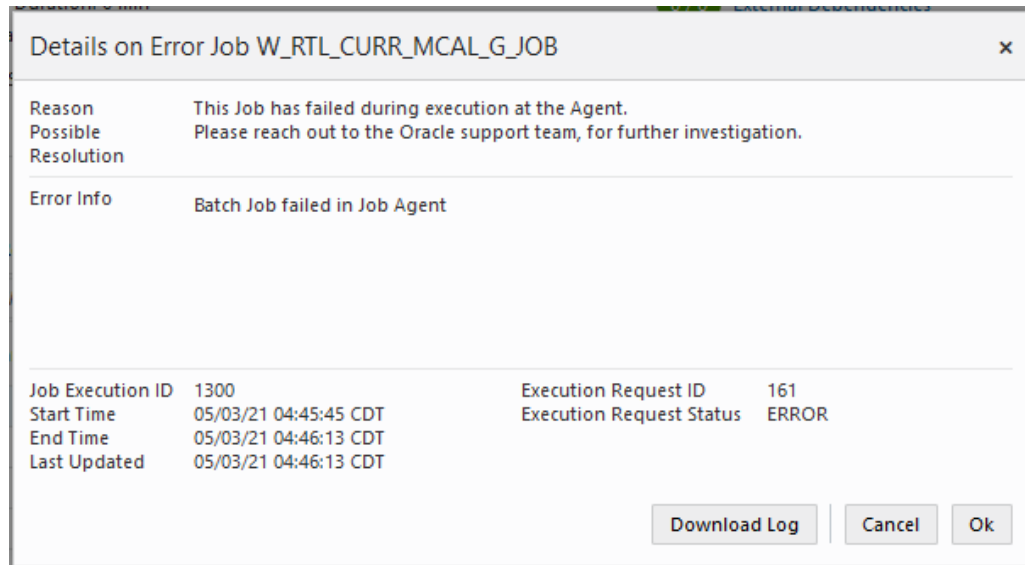 External Dependencies
Details on Error Job W_RTL_CURR_MCAL_G_JOB ×
Reason This Job has failed during execution at the Agent.
Possible Resolution Please reach out to the Oracle support team, for further investigation.
Error Info Batch Job failed in Job Agent
Job Execution ID 1300 Execution Request ID 161
Start Time 05/03/21 04:45:45 CDT Execution Request Status ERROR
End Time 05/03/21 04:46:13 CDT
Last Updated 05/03/21 04:46:13 CDT
Download Log Cancel Ok